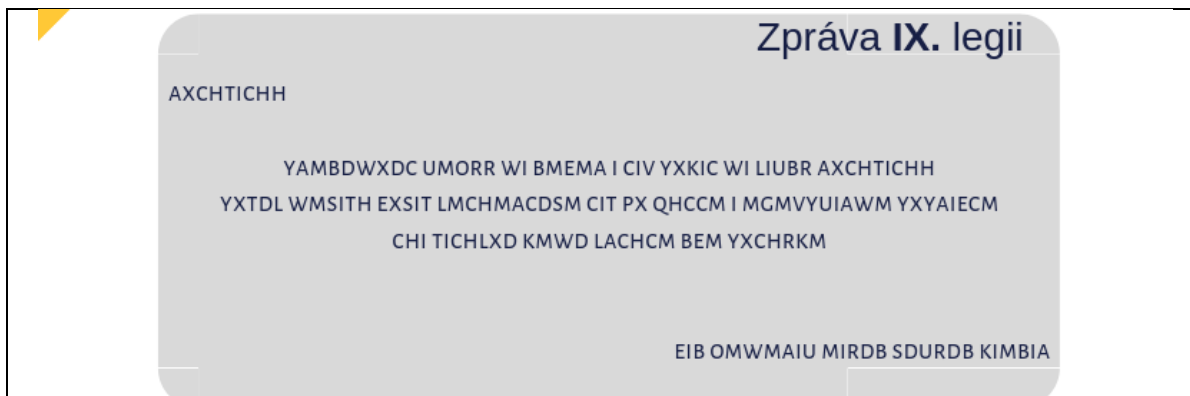 Zpráva IX. legii
AXCHTICHH
YAMBDWXDC UMORR WI BMEMA I CIV YXKIC WI LIUBR AXCHTICHH
YXTDL WMSITH EXSIT LMCHMACDSM CIT PX QHCCM I MGMVYUIAWM YXYAIECM
CHI TICHLXD KMWD LACHCM BEM YXCHRKM
EIB OMWMAIU MIRDB SDURDB KIMBIA